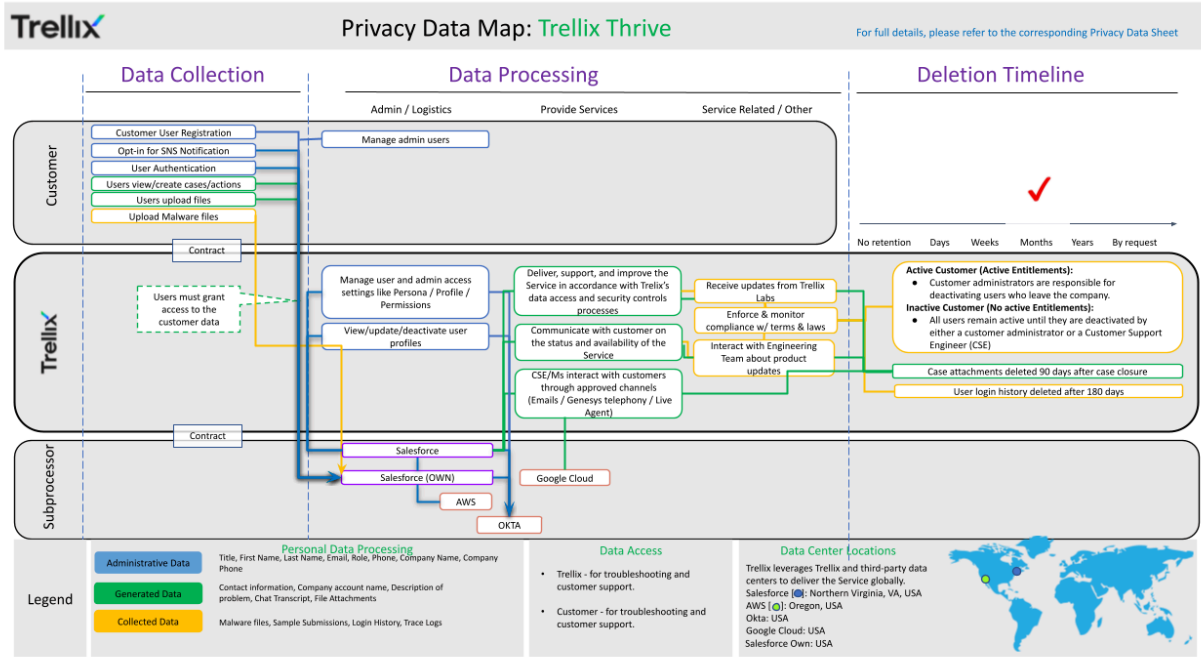 Trellix
Privacy Data Map: Trellix Thrive
For full details, please refer to the corresponding Privacy Data Sheet
Data Collection
Data Processing
Deletion Timeline
Admin / Logistics
Provide Services
Service Related / Other
Customer
Customer User Registration
Opt-in for SNS Notification
User Authentication
Users view/create cases/actions
Users upload files
Upload Malware files
Manage admin users
✓
No retention
Days
Weeks
Months
Years
By request
Contract
Trellix
Users must grant
access to the
customer data
Manage user and admin access
settings like Persona / Profile /
Permissions
View/update/deactivate user
profiles
Deliver, support, and improve the
Service in accordance with Trelix's
data access and security controls
processes
Communicate with customer on
the status and availability of the
Service
CSE/Ms interact with customers
through approved channels
(Emails / Genesys telephony / Live
Agent)
Receive updates from Trellix
Labs
Enforce & monitor
compliance w/ terms & laws
Interact with Engineering
Team about product
updates
Active Customer (Active Entitlements):
● Customer administrators are responsible for
deactivating users who leave the company.
Inactive Customer (No active Entitlements):
● All users remain active until they are deactivated by
either a customer administrator or a Customer Support
Engineer (CSE)
Case attachments deleted 90 days after case closure
User login history deleted after 180 days
Contract
Subprocessor
Salesforce
Salesforce (OWN)
AWS
OKTA
Google Cloud
Legend
Personal Data Processing
Administrative Data
Title, First Name, Last Name, Email, Role, Phone, Company Name, Company
Phone
Generated Data
Contact information, Company account name, Description of
problem, Chat Transcript, File Attachments
Collected Data
Malware files, Sample Submissions, Login History, Trace Logs
Data Access
• Trellix - for troubleshooting and
customer support.
• Customer - for troubleshooting and
customer support.
Data Center Locations
Trellix leverages Trellix and third-party data
centers to deliver the Service globally.
Salesforce [ ]: Northern Virginia, VA, USA
AWS [ ]: Oregon, USA
Okta: USA
Google Cloud: USA
Salesforce Own: USA